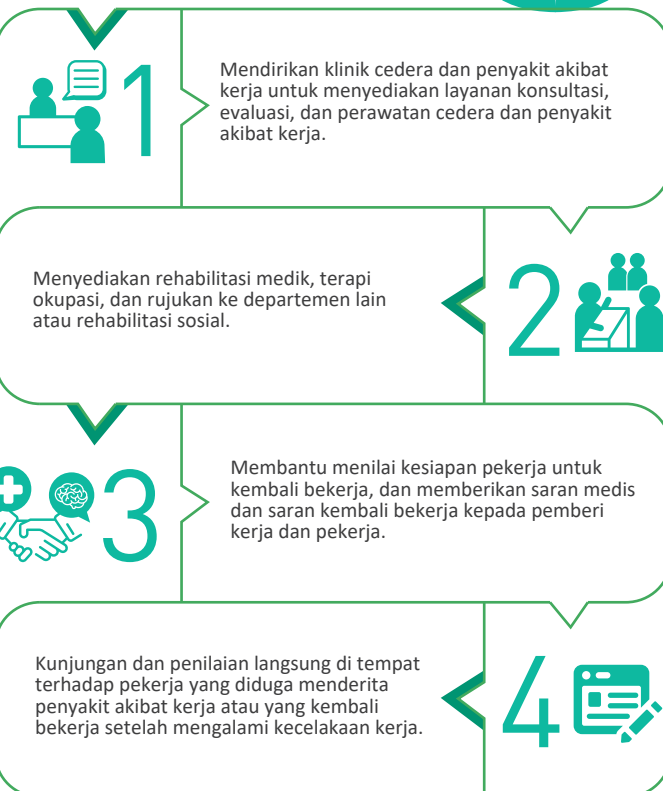 1
Mendirikan klinik cedera dan penyakit akibat
kerja untuk menyediakan layanan konsultasi,
evaluasi, dan perawatan cedera dan penyakit
akibat kerja.
Menyediakan rehabilitasi medik, terapi
okupasi, dan rujukan ke departemen lain
atau rehabilitasi sosial.
2
3
Membantu menilai kesiapan pekerja untuk
kembali bekerja, dan memberikan saran medis
dan saran kembali bekerja kepada pemberi
kerja dan pekerja.
Kunjungan dan penilaian langsung di tempat
terhadap pekerja yang diduga menderita
penyakit akibat kerja atau yang kembali
bekerja setelah mengalami kecelakaan kerja.
4